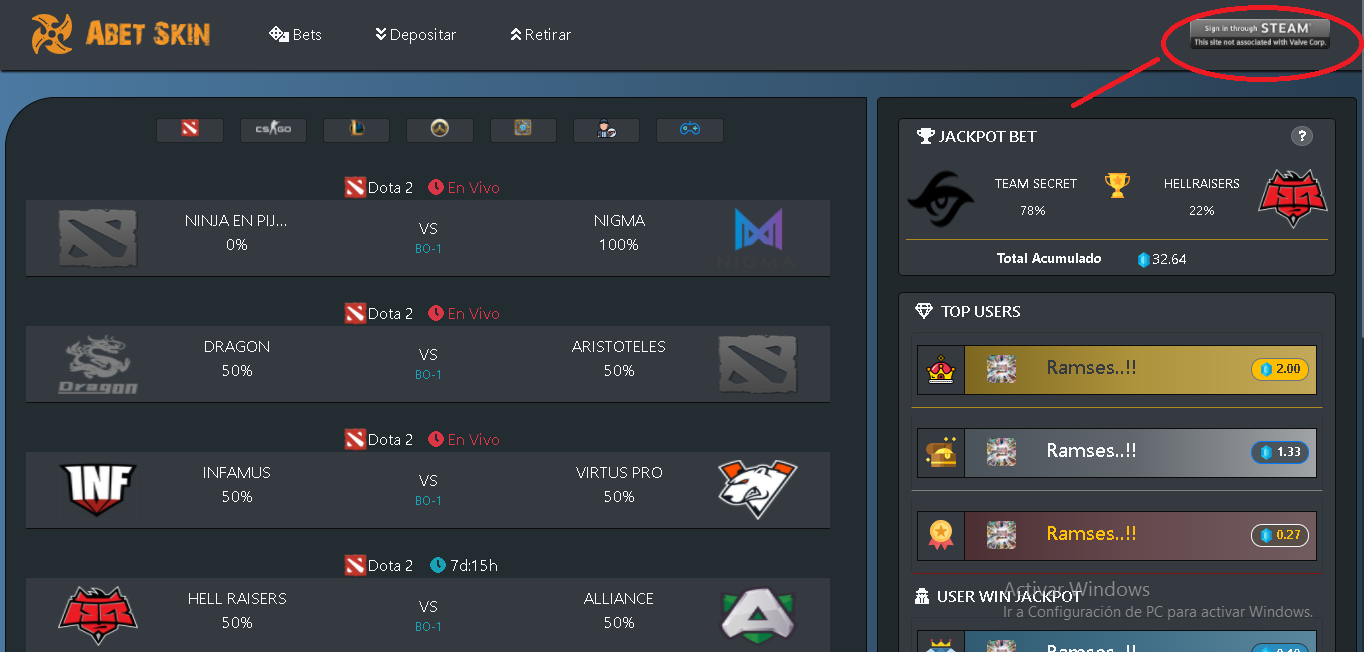 ABET SKIN
Bets
Depositar
Retirar
Sign in through STEAM
This site not associated with Valve Corp.
CS GO
Dota 2 En Vivo
NINJA EN PIJ...
0%
VS
BO-1
NIGMA
100%
NIGMA
Dota 2 En Vivo
Dragon
DRAGON
50%
VS
BO-1
ARISTOTELES
50%
Dota 2 En Vivo
INF
INFAMUS
50%
VS
BO-1
VIRTUS PRO
50%
Dota 2 7d:15h
HELL RAISERS
50%
VS
BO-1
ALLIANCE
50%
JACKPOT BET
?
TEAM SECRET
78%
HELLRAISERS
22%
Total Acumulado 32.64
TOP USERS
Ramses..!! 2.00
Ramses..!! 1.33
Ramses..!! 0.27
USER WIN JACKPOT
Activar Windows
Ir a Configuración de PC para activar Windows.
Ramses..!!